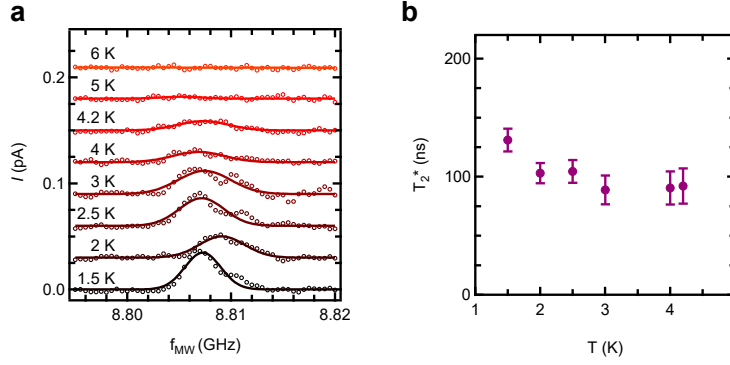 a
I (pA)
0.2
0.1
0.0
6 K
5 K
4.2 K
4 K
3 K
2.5 K
2 K
1.5 K
8.80 8.81 8.82
f_MW (GHz)
b
T_2^* (ns)
200
100
0
1 2 3 4
T (K)